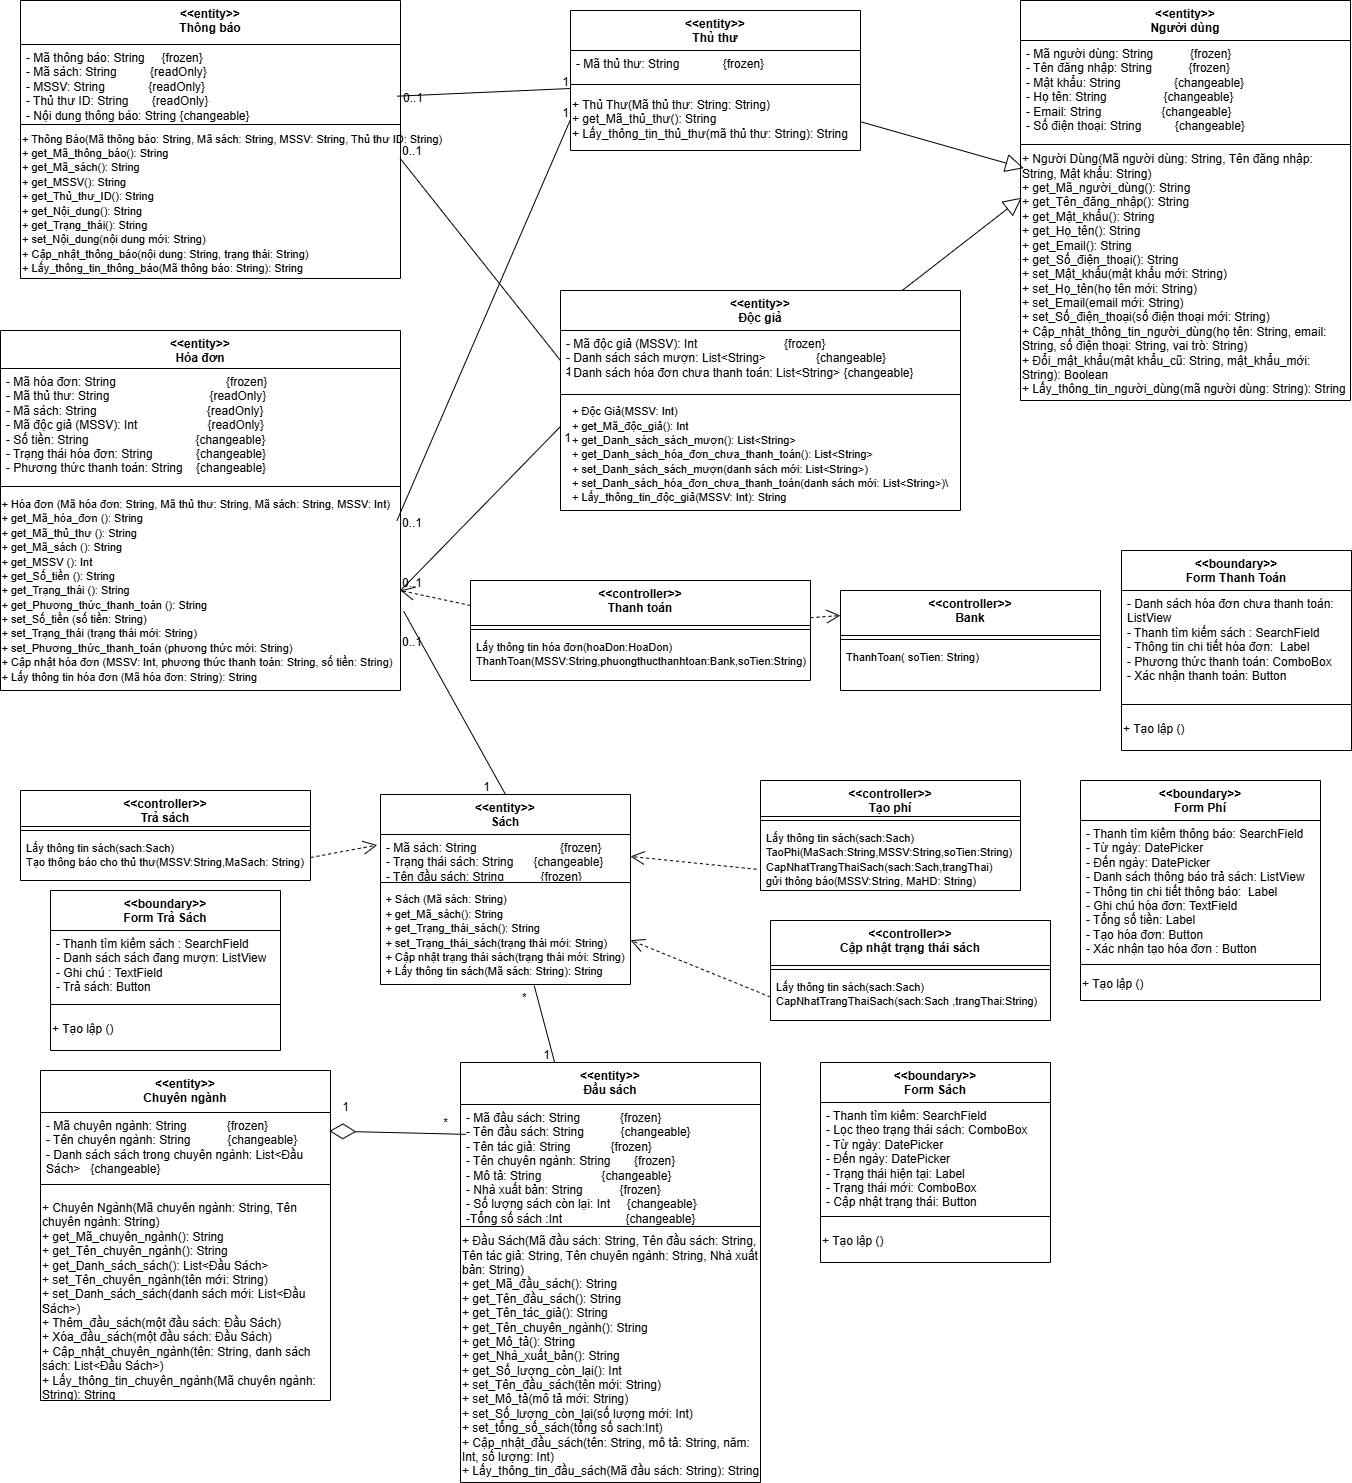 <<entity>>
Thông báo
- Mã thông báo: String {frozen}
- Mã sách: String {readOnly}
- MSSV: String {readOnly}
- Thủ thư ID: String {readOnly}
- Nội dung thông báo: String {changeable}
+ Thông Báo(Mã thông báo: String, Mã sách: String, MSSV: String, Thủ thư ID: String)
+ get_Mã_thông_báo(): String
+ get_Mã_sách(): String
+ get_MSSV(): String
+ get_Thủ_thư_ID(): String
+ get_Nội_dung(): String
+ get_Trạng_thái(): String
+ set_Nội_dung(nội dung mới: String)
+ Cập_nhật_thông_báo(nội dung: String, trạng thái: String)
+ Lấy_thông_tin_thông_báo(Mã thông báo: String): String
0..1
1
0..1
1
<<entity>>
Thủ thư
- Mã thủ thư: String {frozen}
+ Thủ Thư(Mã thủ thư: String: String)
+ get_Mã_thủ_thư(): String
+ Lấy_thông_tin_thủ_thư(mã thủ thư: String): String
<<entity>>
Người dùng
- Mã người dùng: String {frozen}
- Tên đăng nhập: String {frozen}
- Mật khẩu: String {changeable}
- Họ tên: String {changeable}
- Email: String {changeable}
- Số điện thoại: String {changeable}
+ Người Dùng(Mã người dùng: String, Tên đăng nhập:
String, Mật khẩu: String)
+ get_Mã_người_dùng(): String
+ get_Tên_đăng_nhập(): String
+ get_Mật_khẩu(): String
+ get_Họ_tên(): String
+ get_Email(): String
+ get_Số_điện_thoại(): String
+ set_Mật_khẩu(mật khẩu mới: String)
+ set_Họ_tên(họ tên mới: String)
+ set_Email(email mới: String)
+ set_Số_điện_thoại(số điện thoại mới: String)
+ Cập_nhật_thông_tin_người_dùng(họ tên: String, email:
String, số điện thoại: String, vai trò: String)
+ Đổi_mật_khẩu(mật khẩu_cũ: String, mật_khẩu_mới:
String): Boolean
+ Lấy_thông_tin_người_dùng(mã người dùng: String): String
<<entity>>
Độc giả
- Mã độc giả (MSSV): Int {frozen}
- Danh sách sách mượn: List<String> {changeable}
- Danh sách hóa đơn chưa thanh toán: List<String> {changeable}
+ Độc Giả(MSSV: Int)
+ get_Mã_độc_giả(): Int
+ get_Danh_sách_sách_mượn(): List<String>
+ get_Danh_sách_hóa_đơn_chưa_thanh_toán(): List<String>
+ set_Danh_sách_sách_mượn(danh sách mới: List<String>)
+ set_Danh_sách_hóa_đơn_chưa_thanh_toán(danh sách mới: List<String>)\
+ Lấy_thông_tin_độc_giả(MSSV: Int): String
1
1
<<entity>>
Hóa đơn
- Mã hóa đơn: String {frozen}
- Mã thủ thư: String {readOnly}
- Mã sách: String {readOnly}
- Mã độc giả (MSSV): Int {readOnly}
- Số tiền: String {changeable}
- Trạng thái hóa đơn: String {changeable}
- Phương thức thanh toán: String {changeable}
+ Hóa đơn (Mã hóa đơn: String, Mã thủ thư: String, Mã sách: String, MSSV: Int)
+ get_Mã_hóa_đơn (): String
+ get_Mã_thủ_thư (): String
+ get_Mã_sách (): String
+ get_MSSV (): Int
+ get_Số_tiền (): String
+ get_Trạng_thái (): String
+ get_Phương_thức_thanh_toán (): String
+ set_Số_tiền (số tiền: String)
+ set_Trạng_thái (trạng thái mới: String)
+ set_Phương_thức_thanh_toán (phương thức mới: String)
+ Cập nhật hóa đơn (MSSV: Int, phương thức thanh toán: String, số tiền: String)
+ Lấy thông tin hóa đơn (Mã hóa đơn: String): String
0..1
0..1
0..1
<<controller>>
Thanh toán
Lấy thông tin hóa đơn(hoaDon:HoaDon)
ThanhToan(MSSV:String,phuongthucthanhtoan:Bank,soTien:String)
<<controller>>
Bank
ThanhToan( soTien: String)
<<boundary>>
Form Thanh Toán
- Danh sách hóa đơn chưa thanh toán:
ListView
- Thanh tìm kiếm sách : SearchField
- Thông tin chi tiết hóa đơn: Label
- Phương thức thanh toán: ComboBox
- Xác nhận thanh toán: Button
+ Tạo lập ()
<<controller>>
Trả sách
Lấy thông tin sách(sach:Sach)
Tạo thông báo cho thủ thư(MSSV:String,MaSach: String)
1
<<entity>>
Sách
- Mã sách: String {frozen}
- Trạng thái sách: String {changeable}
- Tên đầu sách: String {frozen}
+ Sách (Mã sách: String)
+ get_Mã_sách(): String
+ get_Trạng_thái_sách(): String
+ set_Trạng_thái_sách(trạng thái mới: String)
+ Cập nhật trạng thái sách(trạng thái mới: String)
+ Lấy thông tin sách(Mã sách: String): String
*
1
<<controller>>
Tạo phí
Lấy thông tin sách(sach:Sach)
TaoPhi(MaSach:String,MSSV:String,soTien:String)
CapNhatTrangThaiSach(sach:Sach,trangThai)
gửi thông báo(MSSV:String, MaHD: String)
<<boundary>>
Form Phí
- Thanh tìm kiếm thông báo: SearchField
- Từ ngày: DatePicker
- Đến ngày: DatePicker
- Danh sách thông báo trả sách: ListView
- Thông tin chi tiết thông báo: Label
- Ghi chú hóa đơn: TextField
- Tổng số tiền: Label
- Tạo hóa đơn: Button
- Xác nhận tạo hóa đơn : Button
+ Tạo lập ()
<<boundary>>
Form Trả Sách
- Thanh tìm kiếm sách : SearchField
- Danh sách sách đang mượn: ListView
- Ghi chú : TextField
- Trả sách: Button
+ Tạo lập ()
<<controller>>
Cập nhật trạng thái sách
Lấy thông tin sách(sach:Sach)
CapNhatTrangThaiSach(sach:Sach ,trangThai:String)
<<entity>>
Chuyên ngành
- Mã chuyên ngành: String {frozen}
- Tên chuyên ngành: String {changeable}
- Danh sách sách trong chuyên ngành: List<Đầu
Sách> {changeable}
+ Chuyên Ngành(Mã chuyên ngành: String, Tên
chuyên ngành: String)
+ get_Mã_chuyên_ngành(): String
+ get_Tên_chuyên_ngành(): String
+ get_Danh_sách_sách(): List<Đầu Sách>
+ set_Tên_chuyên_ngành(tên mới: String)
+ set_Danh_sách_sách(danh sách mới: List<Đầu
Sách>)
+ Thêm_đầu_sách(một đầu sách: Đầu Sách)
+ Xóa_đầu_sách(một đầu sách: Đầu Sách)
+ Cập_nhật_chuyên_ngành(tên: String, danh sách
sách: List<Đầu Sách>)
+ Lấy_thông_tin_chuyên_ngành(Mã chuyên ngành:
String): String
1
*
<<entity>>
Đầu sách
- Mã đầu sách: String {frozen}
- Tên đầu sách: String {changeable}
- Tên tác giả: String {frozen}
- Tên chuyên ngành: String {frozen}
- Mô tả: String {changeable}
- Nhà xuất bản: String {frozen}
- Số lượng sách còn lại: Int {changeable}
-Tổng số sách :Int {changeable}
+ Đầu Sách(Mã đầu sách: String, Tên đầu sách: String,
Tên tác giả: String, Tên chuyên ngành: String, Nhà xuất
bản: String)
+ get_Mã_đầu_sách(): String
+ get_Tên_đầu_sách(): String
+ get_Tên_tác_giả(): String
+ get_Tên_chuyên_ngành(): String
+ get_Mô_tả(): String
+ get_Nhà_xuất_bản(): String
+ get_Số_lượng_còn_lại(): Int
+ set_Tên_đầu_sách(tên mới: String)
+ set_Mô_tả(mô tả mới: String)
+ set_Số_lượng_còn_lại(số lượng mới: Int)
+ set_tổng_số_sách(tổng số sach:Int)
+ Cập_nhật_đầu_sách(tên: String, mô tả: String, năm:
Int, số lượng: Int)
+ Lấy_thông_tin_đầu_sách(Mã đầu sách: String): String
<<boundary>>
Form Sách
- Thanh tìm kiếm: SearchField
- Lọc theo trạng thái sách: ComboBox
- Từ ngày: DatePicker
- Đến ngày: DatePicker
- Trạng thái hiện tại: Label
- Trạng thái mới: ComboBox
- Cập nhật trạng thái: Button
+ Tạo lập ()